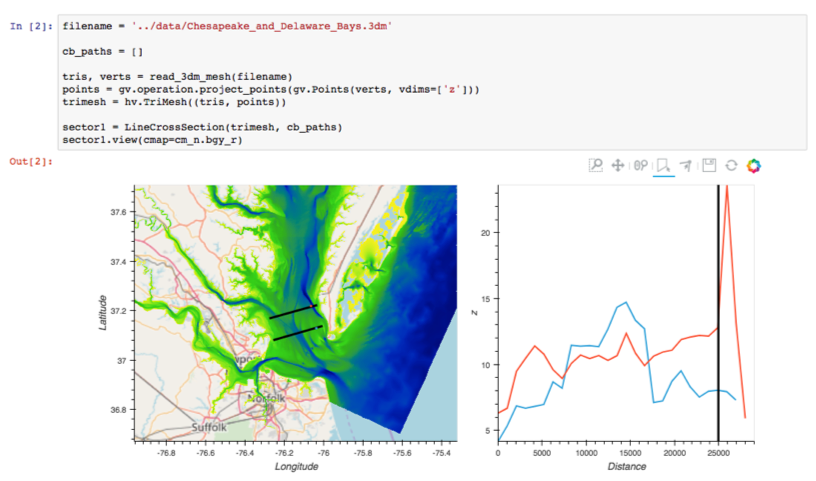 In [2]: filename = '../data/Chesapeake_and_Delaware_Bays.3dm'
cb_paths = []
tris, verts = read_3dm_mesh(filename)
points = gv.operation.project_points(gv.Points(verts, vdims=['z']))
trimesh = hv.TriMesh((tris, points))
sector1 = LineCrossSection(trimesh, cb_paths)
sector1.view(cmap=cm_n.bgy_r)
Out[2]:
37.6
37.4
37.2
37
36.8
Latitude
Norfolk
Suffolk
-76.8 -76.6 -76.4 -76.2 -76 -75.8 -75.6 -75.4
Longitude
20
15
10
5
z
0 5000 10000 15000 20000 25000
Distance